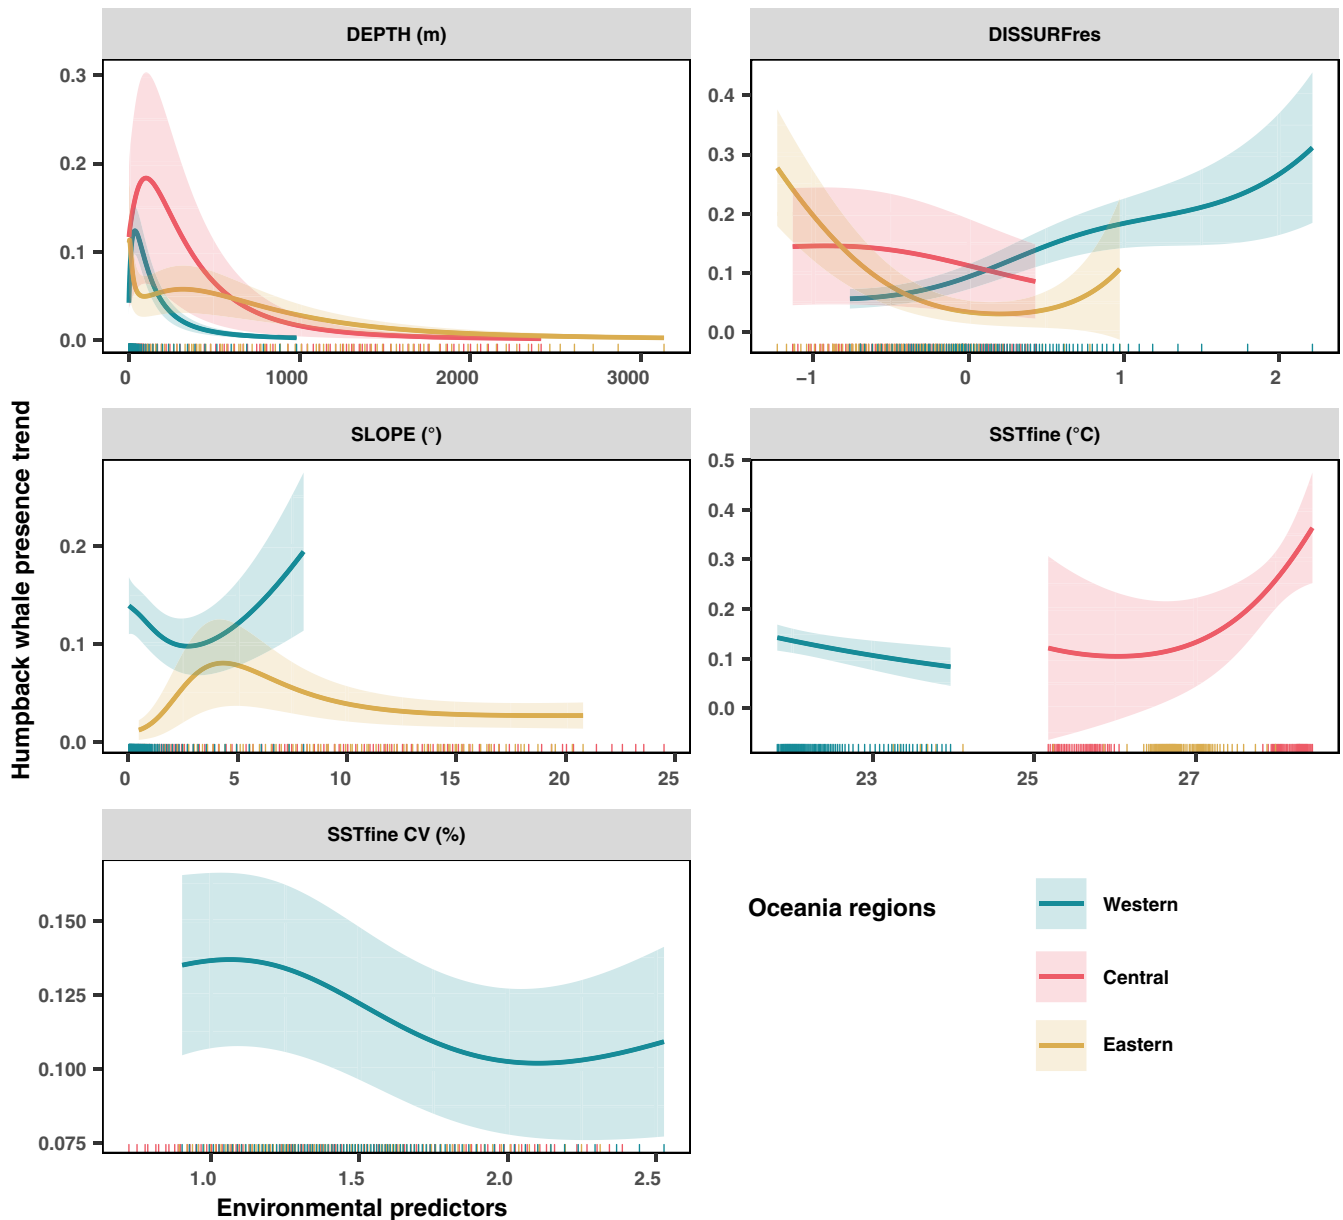 DEPTH (m)
DISSURFres
0.3
0.2
0.1
0.0
0 1000 2000 3000
0.4
0.3
0.2
0.1
0.0
−1 0 1 2
SLOPE (°)
SSTfine (°C)
0.2
0.1
0.0
0 5 10 15 20 25
0.5
0.4
0.3
0.2
0.1
0.0
23 25 27
Humpback whale presence trend
SSTfine CV (%)
0.150
0.125
0.100
0.075
1.0 1.5 2.0 2.5
Environmental predictors
Oceania regions
Western
Central
Eastern